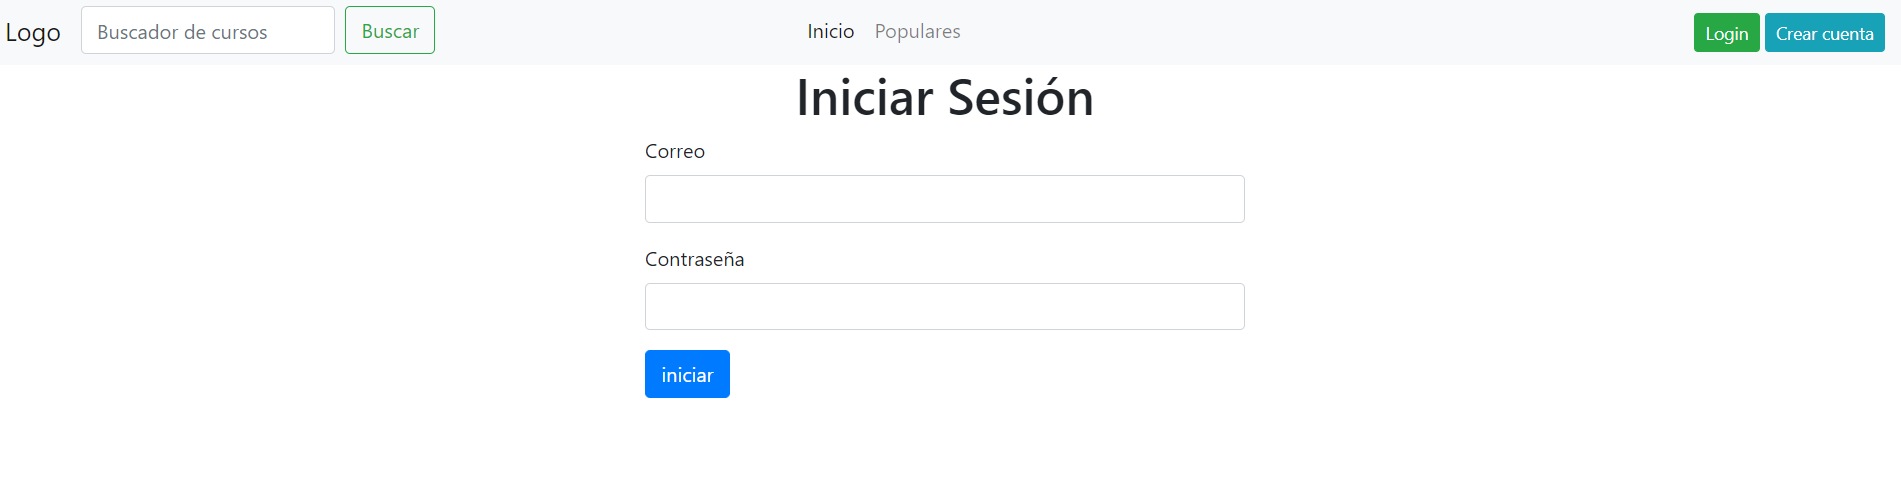 Logo Buscador de cursos Buscar Inicio Populares Login Crear cuenta
Iniciar Sesión
Correo
Contraseña
iniciar